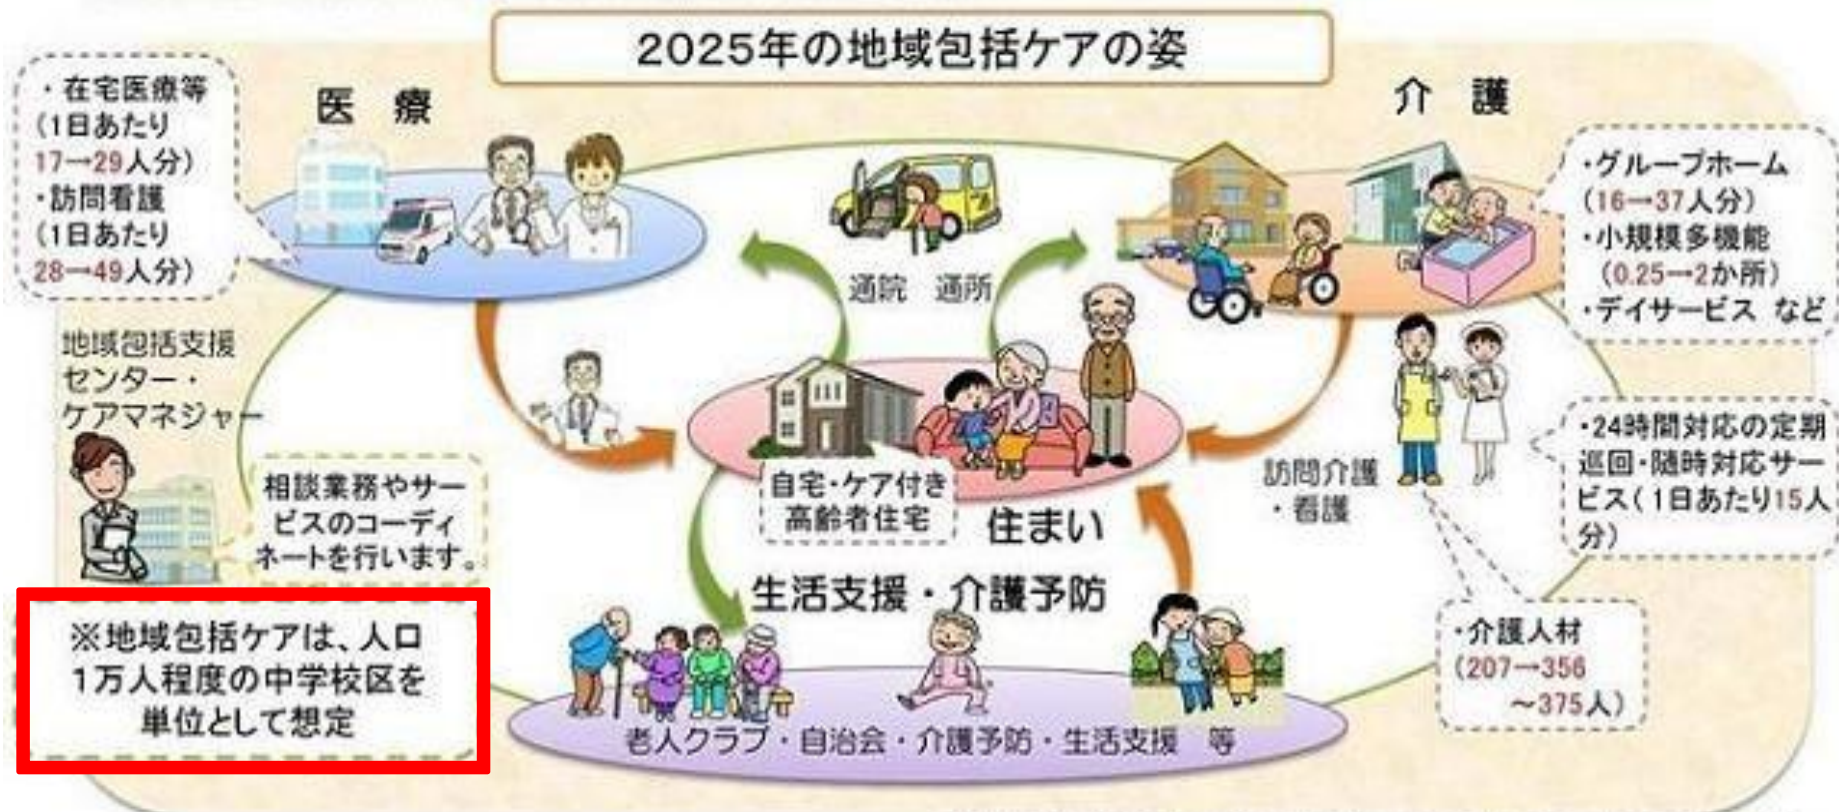 2025年の地域包括ケアの姿
・在宅医療等
(1日あたり
17→29人分)
・訪問看護
(1日あたり
28→49人分)
医 療
介 護
・グループホーム
(16→37人分)
・小規模多機能
(0.25→2か所)
・デイサービス など
通院 通所
地域包括支援
センター・
ケアマネジャー
相談業務やサー
ビスのコーディ
ネートを行います。
自宅・ケア付き
高齢者住宅
住まい
訪問介護
・看護
・24時間対応の定期
巡回・随時対応サー
ビス(1日あたり15人
分)
生活支援・介護予防
・介護人材
(207→356
～375人)
※地域包括ケアは、人口
1万人程度の中学校区を
単位として想定
老人クラブ・自治会・介護予防・生活支援 等